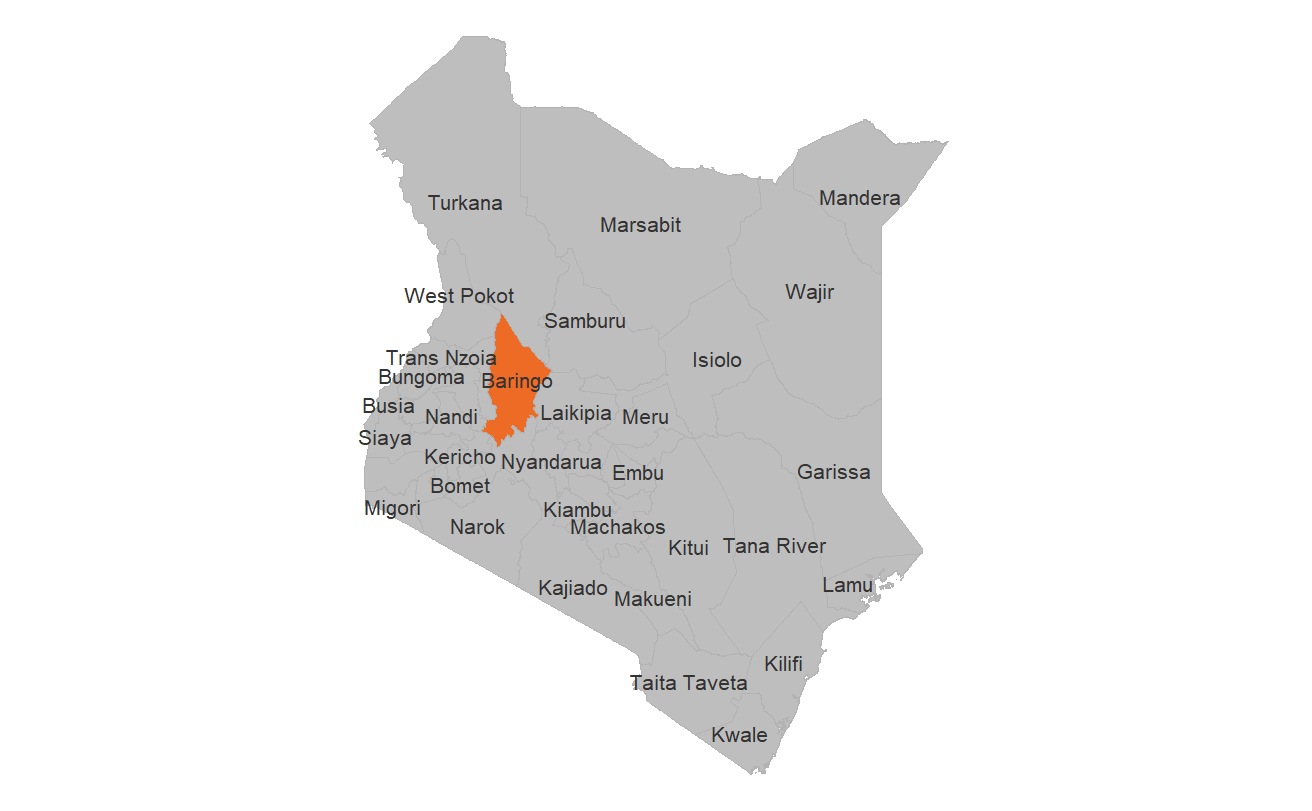 Mandera
Turkana
Marsabit
Wajir
West Pokot
Samburu
Trans Nzoia
Isiolo
Bungoma
Baringo
Busia
Nandi
Laikipia
Meru
Siaya
Kericho
Nyandarua
Embu
Garissa
Bomet
Migori
Kiambu
Narok
Machakos
Kitui
Tana River
Kajiado
Makueni
Lamu
Kilifi
Taita Taveta
Kwale